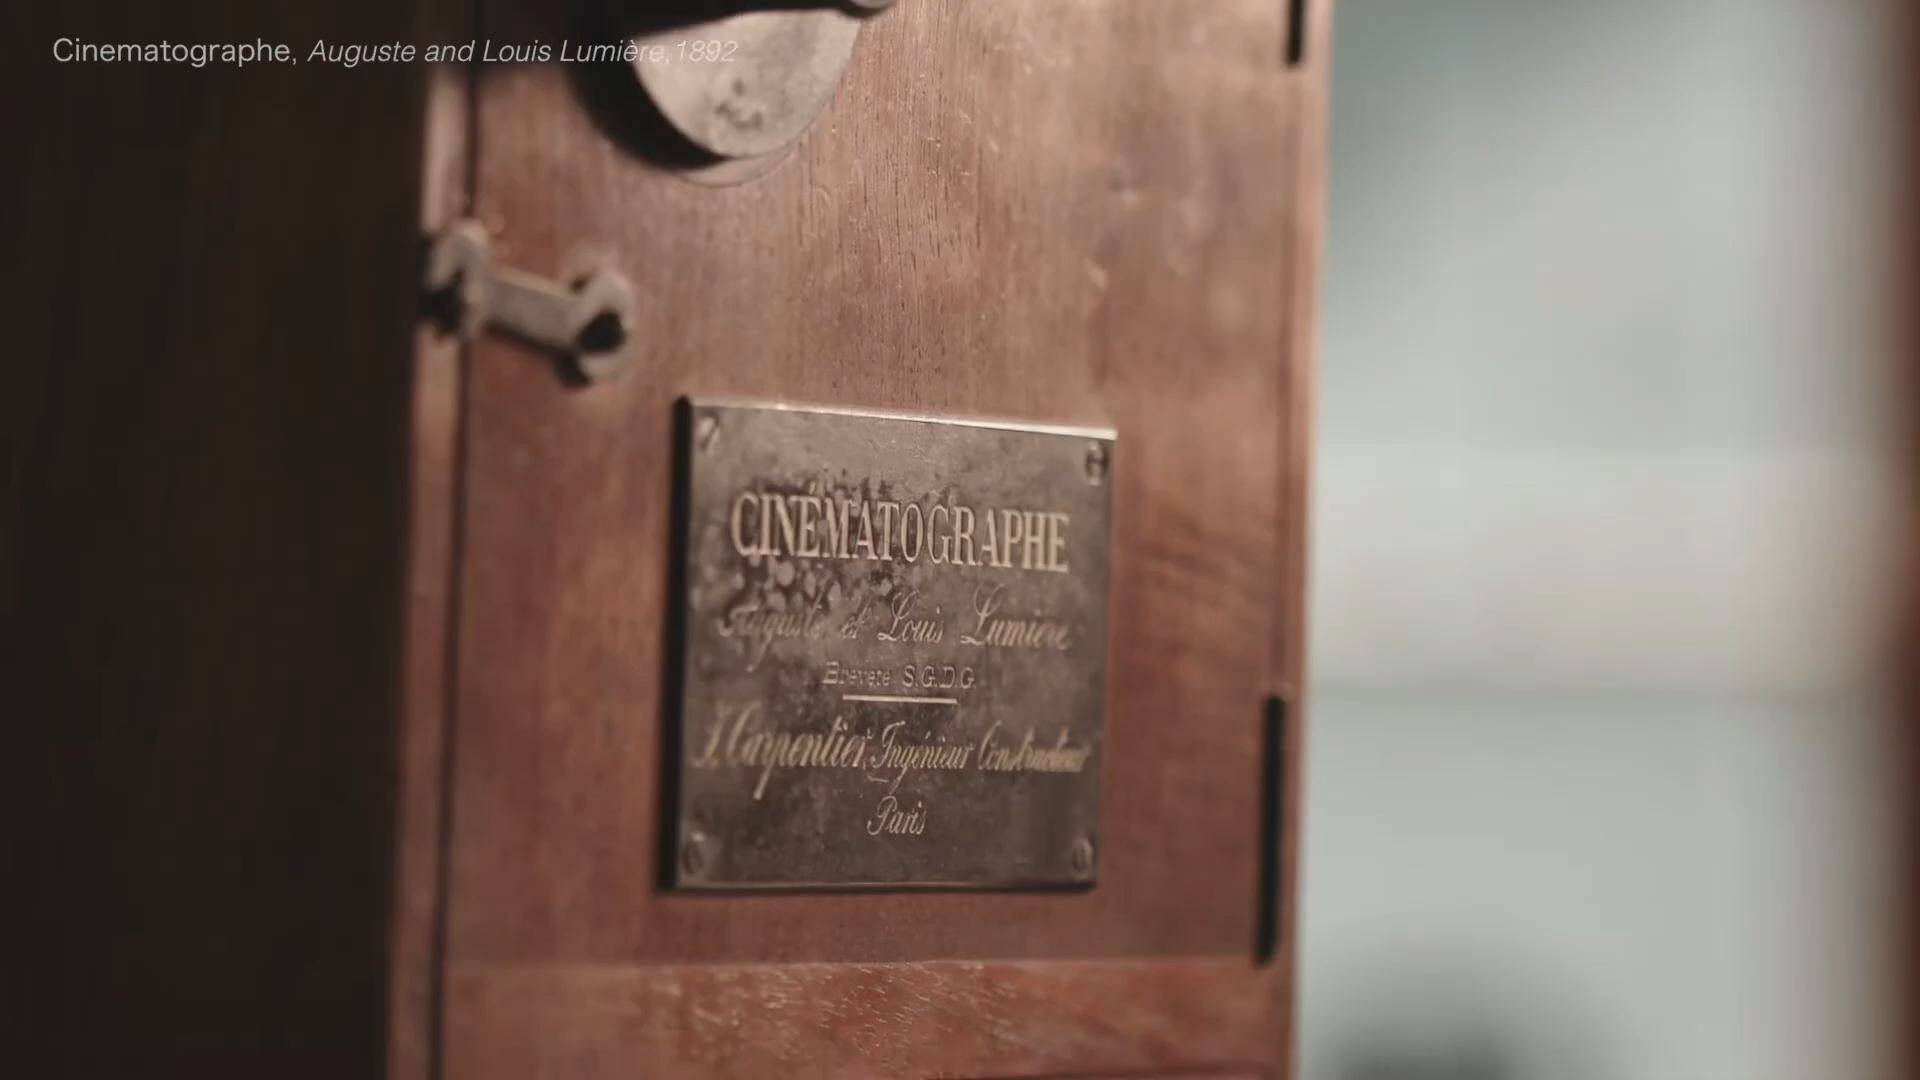 Cinematographe, Auguste and Louis Lumière, 1892
CINÉMATOGRAPHE
Auguste et Louis Lumière
Breveté S.G.D.G.
J. Carpentier, Ingénieur Constructeur
Paris